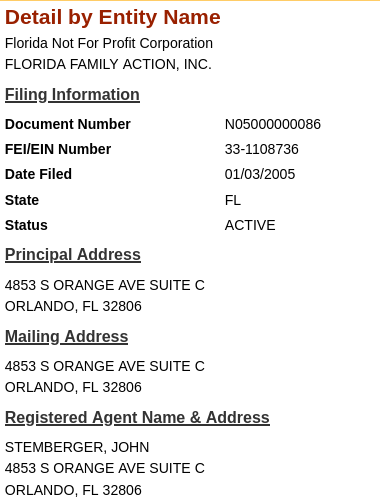 Detail by Entity Name
Florida Not For Profit Corporation
FLORIDA FAMILY ACTION, INC.
Filing Information
Document Number N05000000086
FEI/EIN Number 33-1108736
Date Filed 01/03/2005
State FL
Status ACTIVE
Principal Address
4853 S ORANGE AVE SUITE C
ORLANDO, FL 32806
Mailing Address
4853 S ORANGE AVE SUITE C
ORLANDO, FL 32806
Registered Agent Name & Address
STEMBERGER, JOHN
4853 S ORANGE AVE SUITE C
ORLANDO, FL 32806